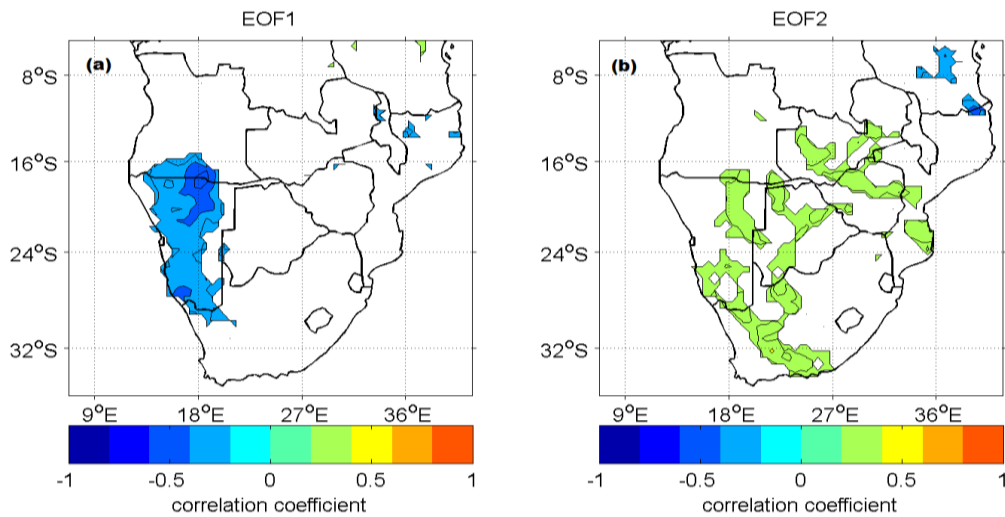 EOF1
EOF2
(a)
(b)
8°S
16°S
24°S
32°S
8°S
16°S
24°S
32°S
9°E 18°E 27°E 36°E
9°E 18°E 27°E 36°E
-1 -0.5 0 0.5 1
-1 -0.5 0 0.5 1
correlation coefficient
correlation coefficient